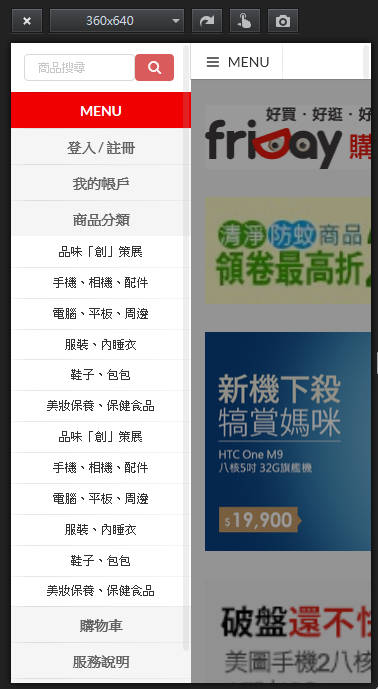 360x640
商品搜尋
MENU
登入 / 註冊
我的帳戶
商品分類
品味「創」策展
手機、相機、配件
電腦、平板、周邊
服裝、內睡衣
鞋子、包包
美妝保養、保健食品
品味「創」策展
手機、相機、配件
電腦、平板、周邊
服裝、內睡衣
鞋子、包包
美妝保養、保健食品
購物車
服務說明
MENU
好買．好逛．好
friDay 購
清淨 防蚊 商品
領卷最高折
新機下殺
犒賞媽咪
HTC One M9
八核5吋 32G旗艦機
$19,900
破盤還不快
美圖手機2八核